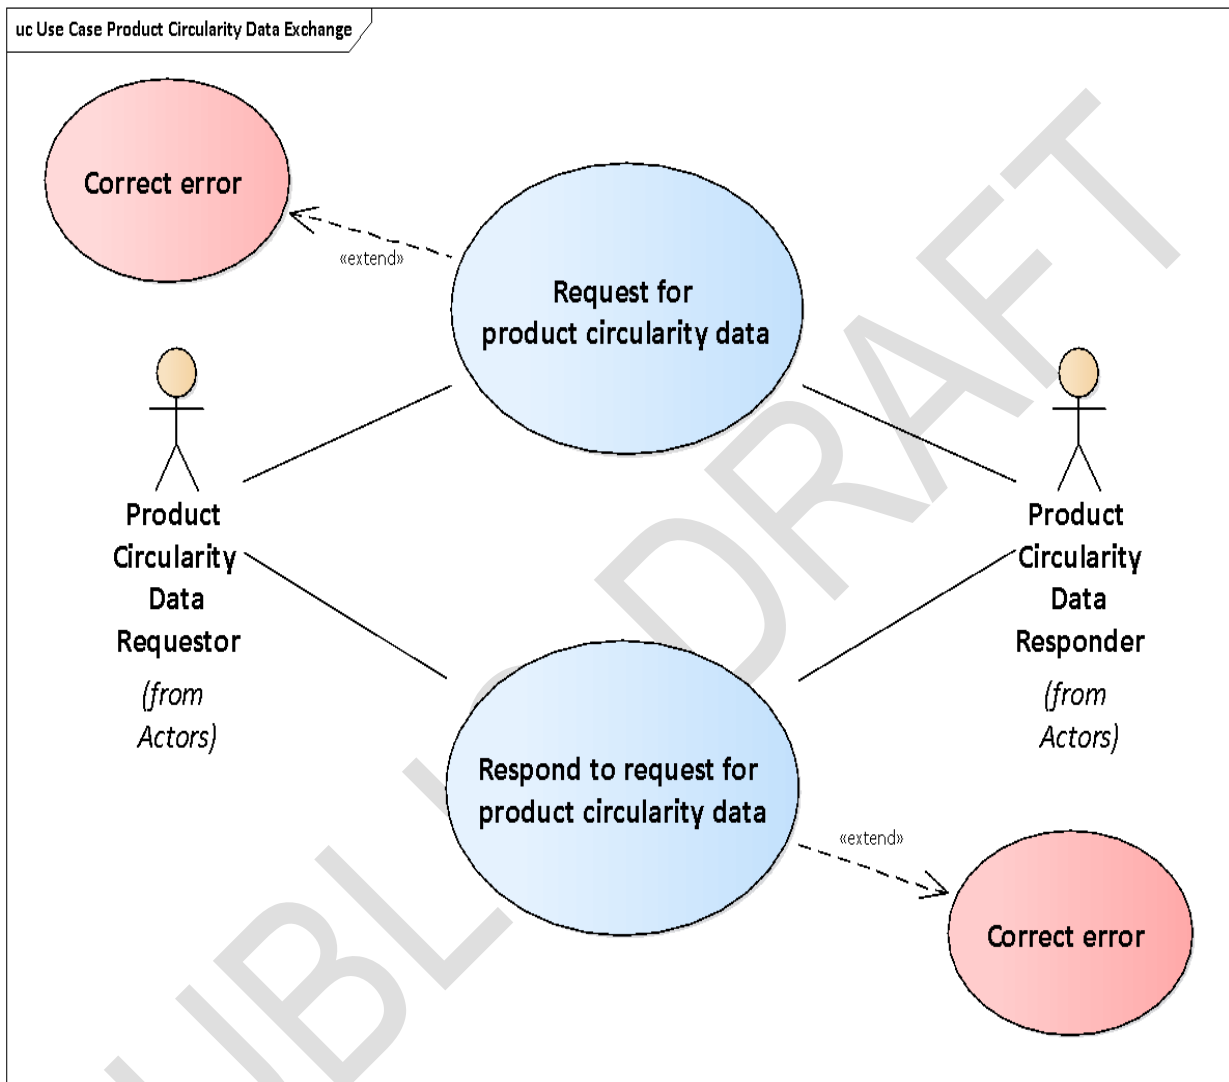 uc Use Case Product Circularity Data Exchange
Correct error
«extend»
Request for
product circularity data
Product
Circularity
Data
Requestor
(from
Actors)
Product
Circularity
Data
Responder
(from
Actors)
Respond to request for
product circularity data
«extend»
Correct error
DRAFT